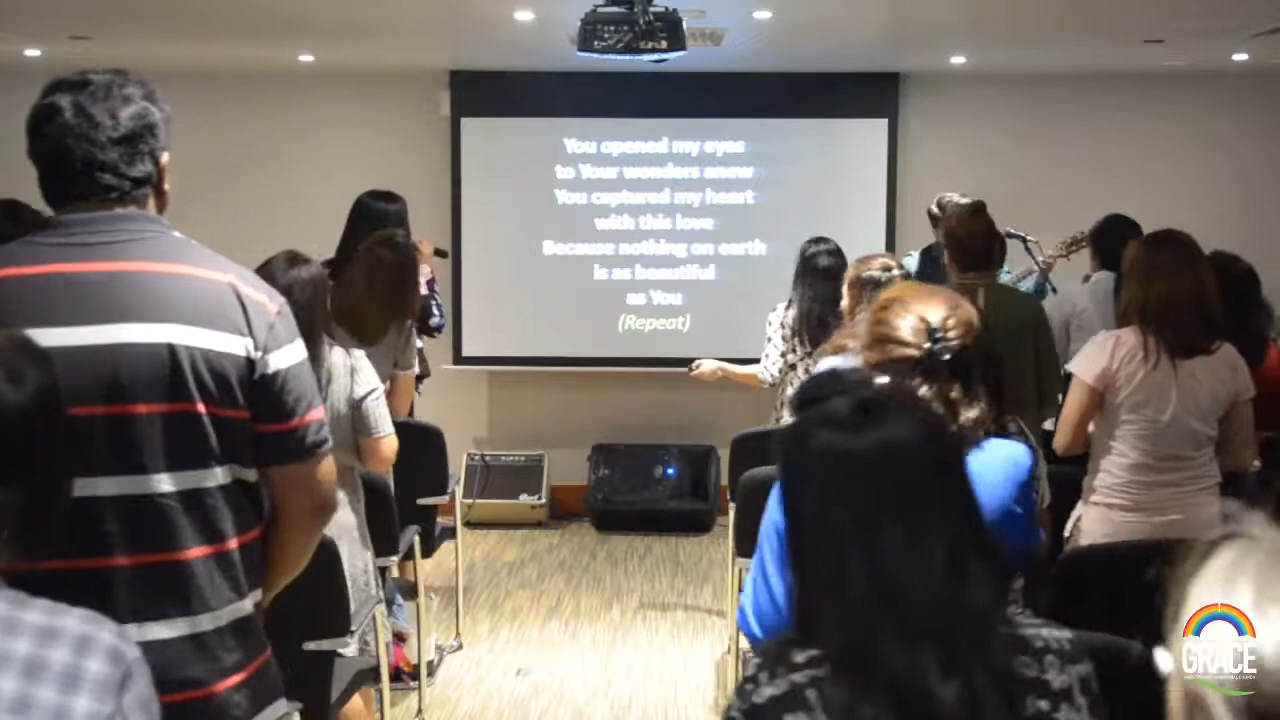 You opened my eyes
to Your wonders anew
You captured my heart
with this love
Because nothing on earth
is as beautiful
as You
(Repeat)
GRACE